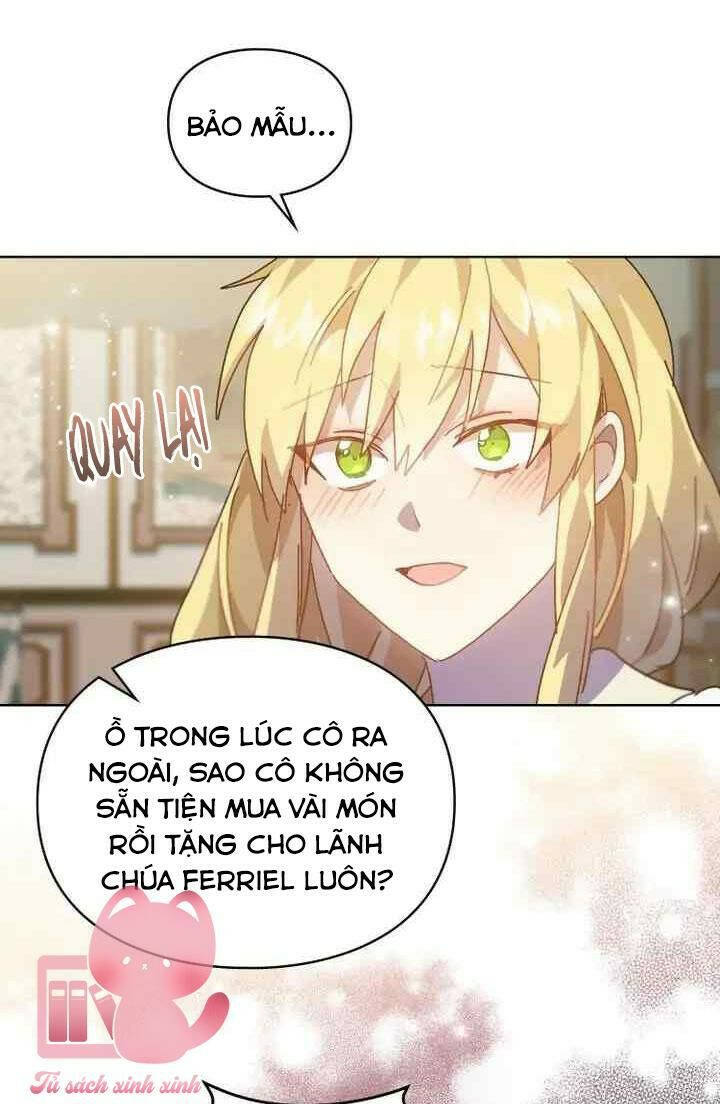 BẢO MẪU...
QUAY LẠI
Ồ TRONG LÚC CÔ RA
NGOÀI, SAO CÔ KHÔNG
SẴN TIỆN MUA VÀI MÓN
RỒI TẶNG CHO LÃNH
CHÚA FERRIEL LUÔN?
Tủ sách xinh xinh